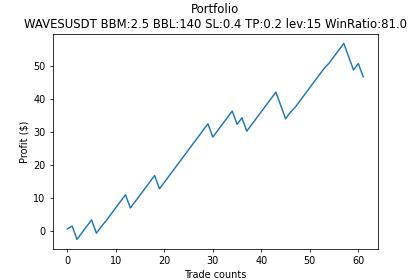 Portfolio
WAVESUSDT BBM:2.5 BBL:140 SL:0.4 TP:0.2 lev:15 WinRatio:81.0
50
40
30
20
10
0
Profit ($)
0 10 20 30 40 50 60
Trade counts